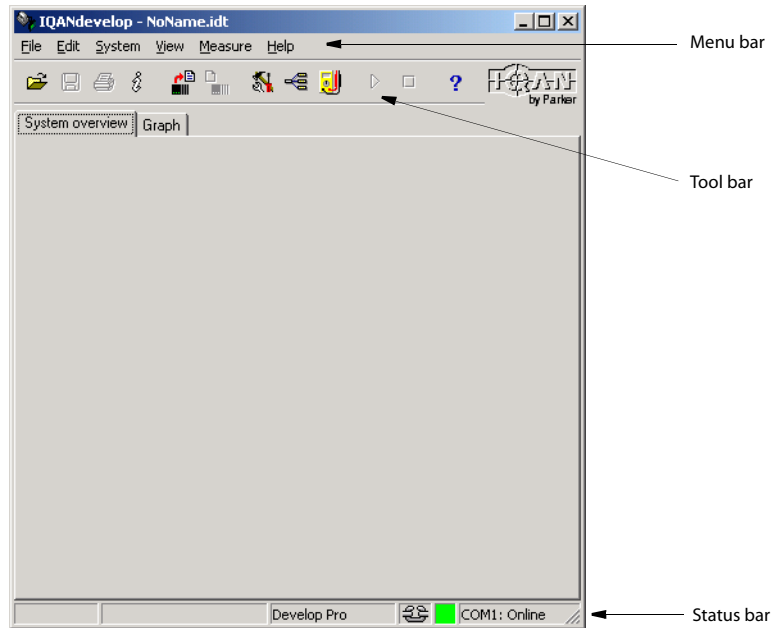 IQANdevelop - NoName.idt
File Edit System View Measure Help
Menu bar
?
IQAN
by Parker
System overview Graph
Tool bar
Develop Pro COM1: Online
Status bar